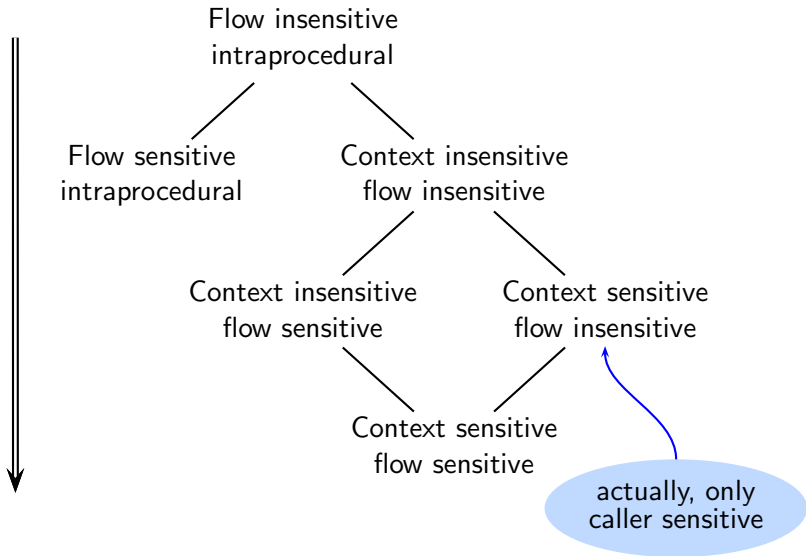 Flow insensitive
intraprocedural
Flow sensitive
intraprocedural
Context insensitive
flow insensitive
Context insensitive
flow sensitive
Context sensitive
flow insensitive
Context sensitive
flow sensitive
actually, only
caller sensitive